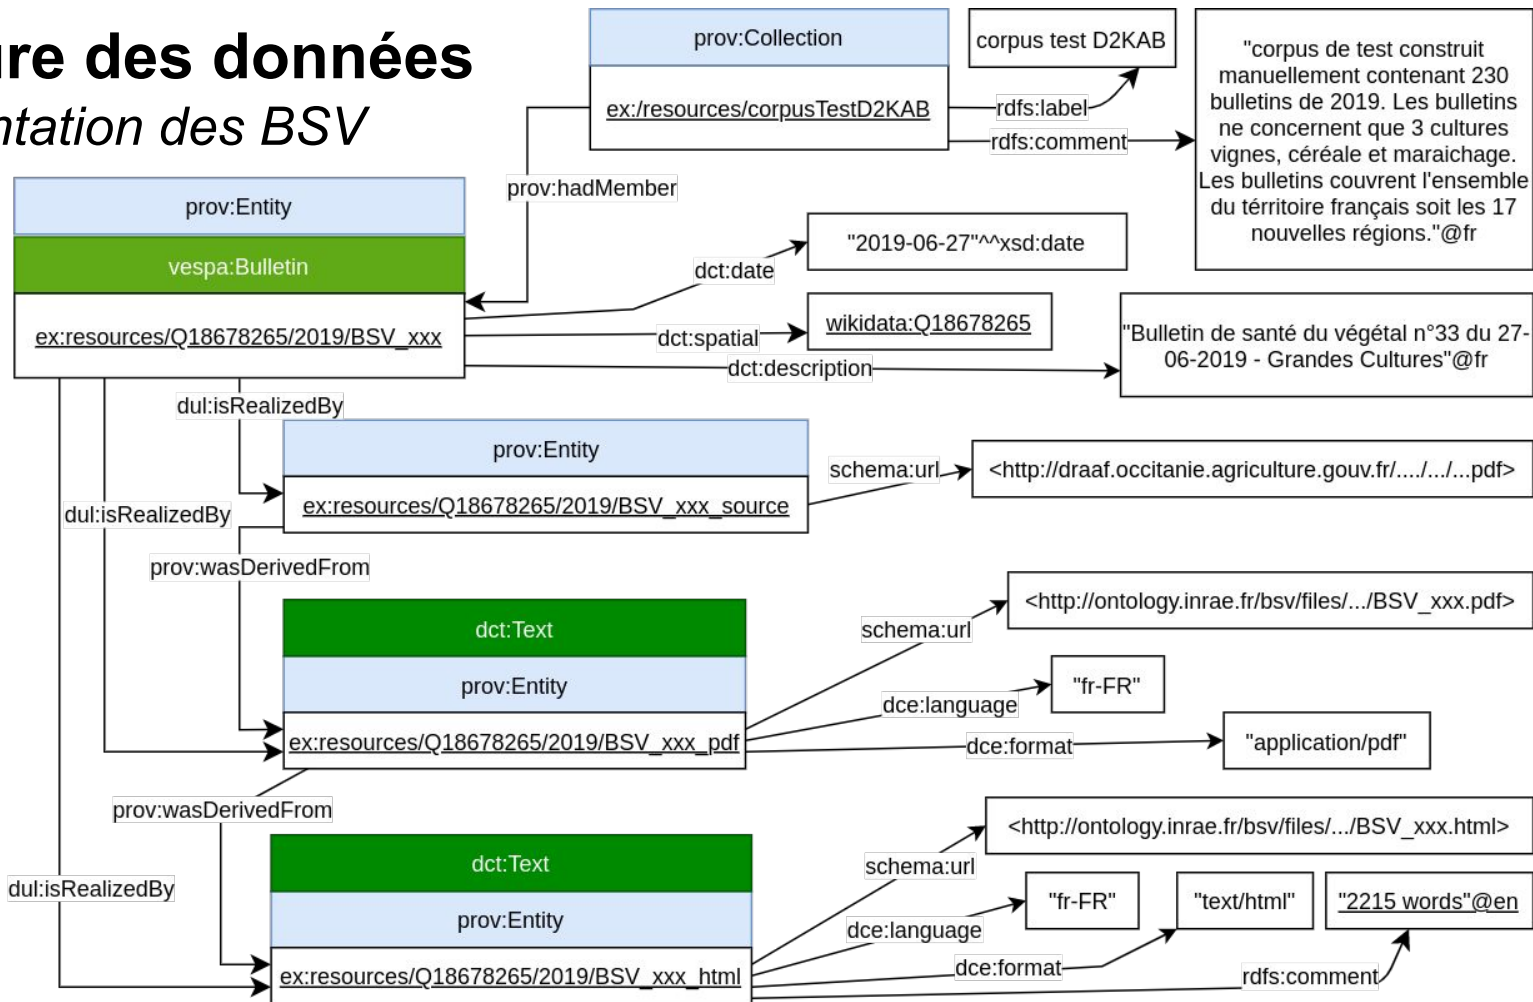 ure des données
ntation des BSV
prov:Collection
ex:/resources/corpusTestD2KAB
corpus test D2KAB
rdfs:label
rdfs:comment
"corpus de test construit
manuellement contenant 230
bulletins de 2019. Les bulletins
ne concernent que 3 cultures
vignes, céréale et maraichage.
Les bulletins couvrent l'ensemble
du térritoire français soit les 17
nouvelles régions."@fr
prov:hadMember
prov:Entity
vespa:Bulletin
ex:resources/Q18678265/2019/BSV_xxx
dct:date
"2019-06-27"^^xsd:date
dct:spatial
wikidata:Q18678265
dct:description
"Bulletin de santé du végétal n°33 du 27-
06-2019 - Grandes Cultures"@fr
dul:isRealizedBy
prov:Entity
ex:resources/Q18678265/2019/BSV_xxx_source
schema:url
<http://draaf.occitanie.agriculture.gouv.fr/..../.../...pdf>
dul:isRealizedBy
prov:wasDerivedFrom
dct:Text
prov:Entity
ex:resources/Q18678265/2019/BSV_xxx_pdf
schema:url
<http://ontology.inrae.fr/bsv/files/.../BSV_xxx.pdf>
dce:language
"fr-FR"
dce:format
"application/pdf"
prov:wasDerivedFrom
dul:isRealizedBy
dct:Text
prov:Entity
ex:resources/Q18678265/2019/BSV_xxx_html
schema:url
<http://ontology.inrae.fr/bsv/files/.../BSV_xxx.html>
dce:language
"fr-FR"
dce:format
"text/html"
rdfs:comment
"2215 words"@en